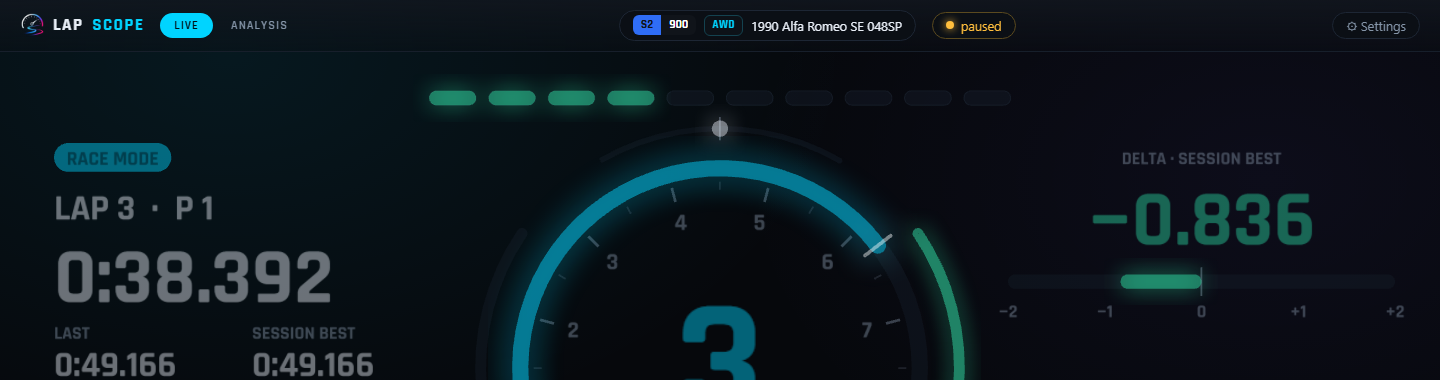 LAP SCOPE LIVE ANALYSIS S2 900 AWD 1990 Alfa Romeo SE 048SP paused Settings
RACE MODE
LAP 3 · P 1
0:38.392
LAST SESSION BEST
0:49.166 0:49.166
2 3 4 5 6 7
3
DELTA · SESSION BEST
−0.836
−2 −1 0 +1 +2